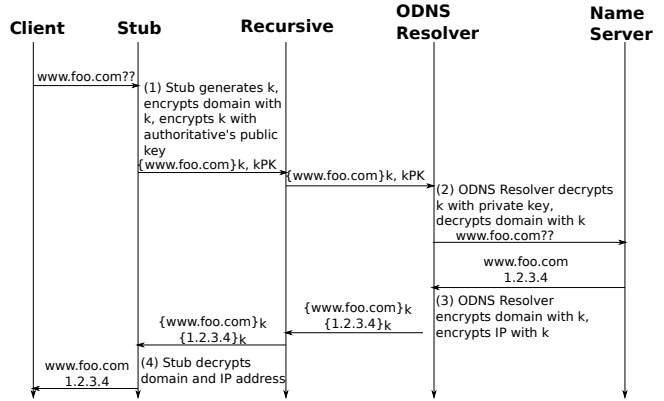 Client
Stub
Recursive
ODNS
Resolver
Name
Server
www.foo.com??
(1) Stub generates k,
encrypts domain with
k, encrypts k with
authoritative's public
key
{www.foo.com}k, kPK
{www.foo.com}k, kPK
(2) ODNS Resolver decrypts
k with private key,
decrypts domain with k
www.foo.com??
www.foo.com
1.2.3.4
(3) ODNS Resolver
encrypts domain with k,
encrypts IP with k
{www.foo.com}k
{1.2.3.4}k
{www.foo.com}k
{1.2.3.4}k
(4) Stub decrypts
domain and IP address
www.foo.com
1.2.3.4